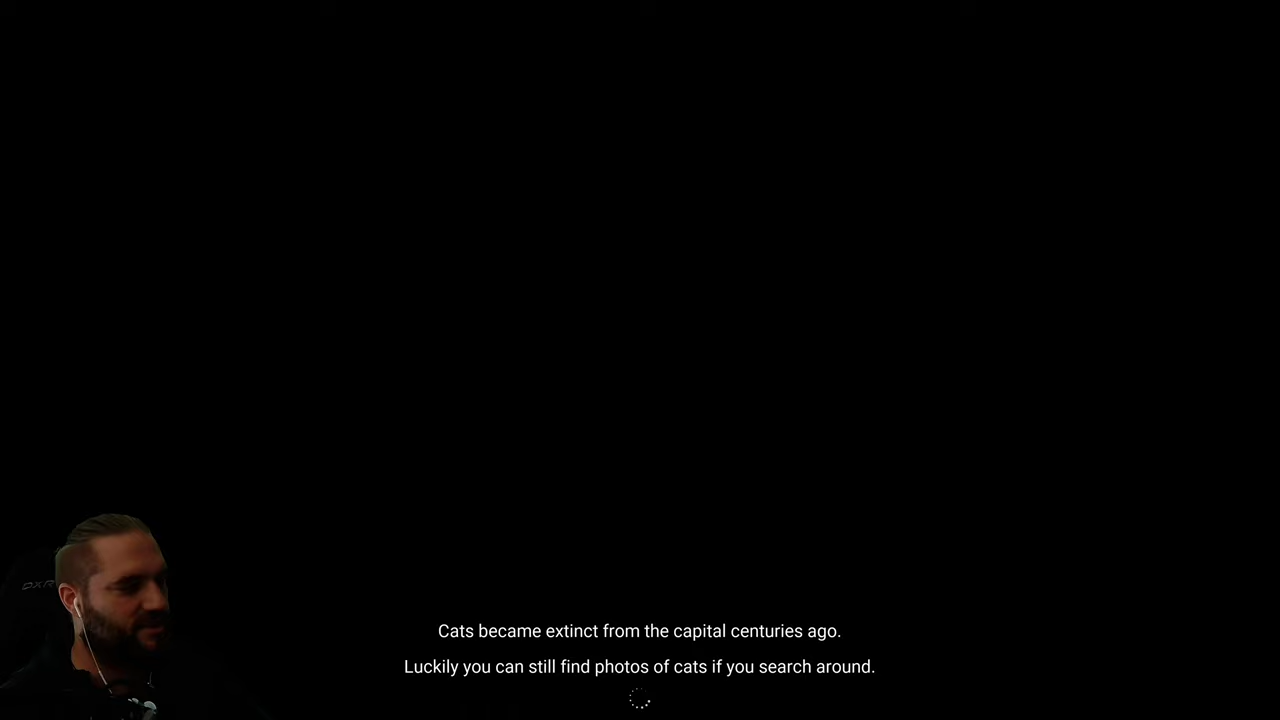 DXR
Cats became extinct from the capital centuries ago.
Luckily you can still find photos of cats if you search around.